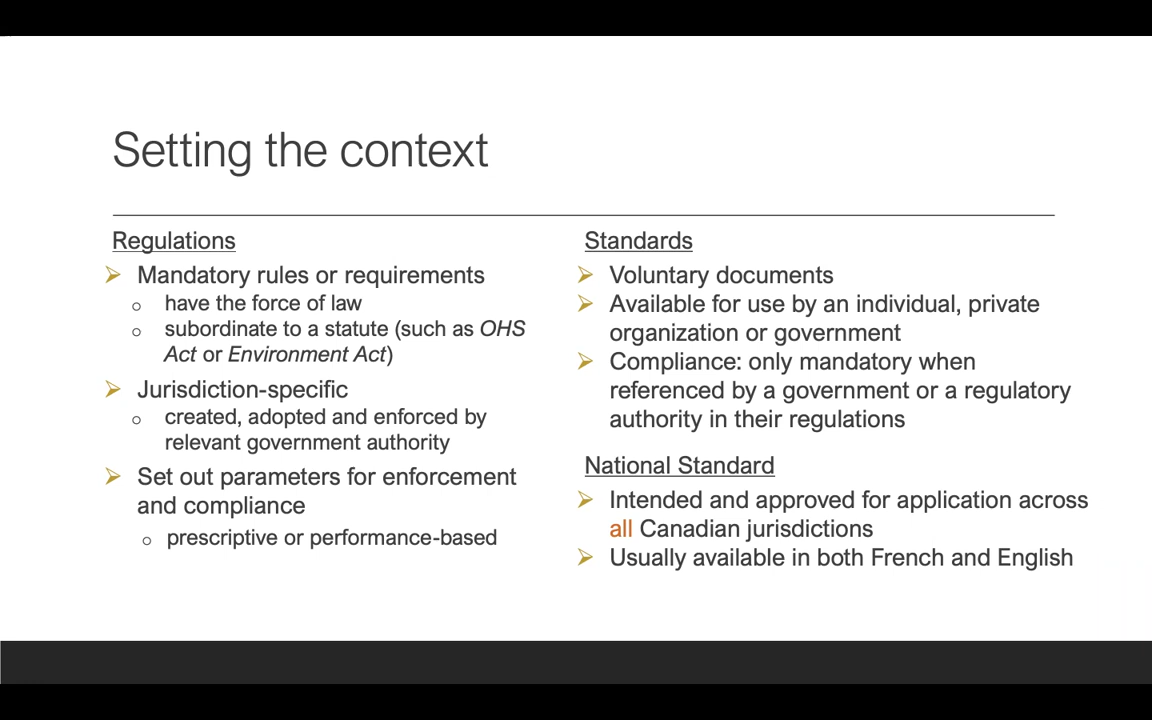 Setting the context
Regulations
➢ Mandatory rules or requirements
o have the force of law
o subordinate to a statute (such as OHS
Act or Environment Act)
➢ Jurisdiction-specific
o created, adopted and enforced by
relevant government authority
➢ Set out parameters for enforcement
and compliance
o prescriptive or performance-based
Standards
➢ Voluntary documents
➢ Available for use by an individual, private
organization or government
➢ Compliance: only mandatory when
referenced by a government or a regulatory
authority in their regulations
National Standard
➢ Intended and approved for application across
all Canadian jurisdictions
➢ Usually available in both French and English